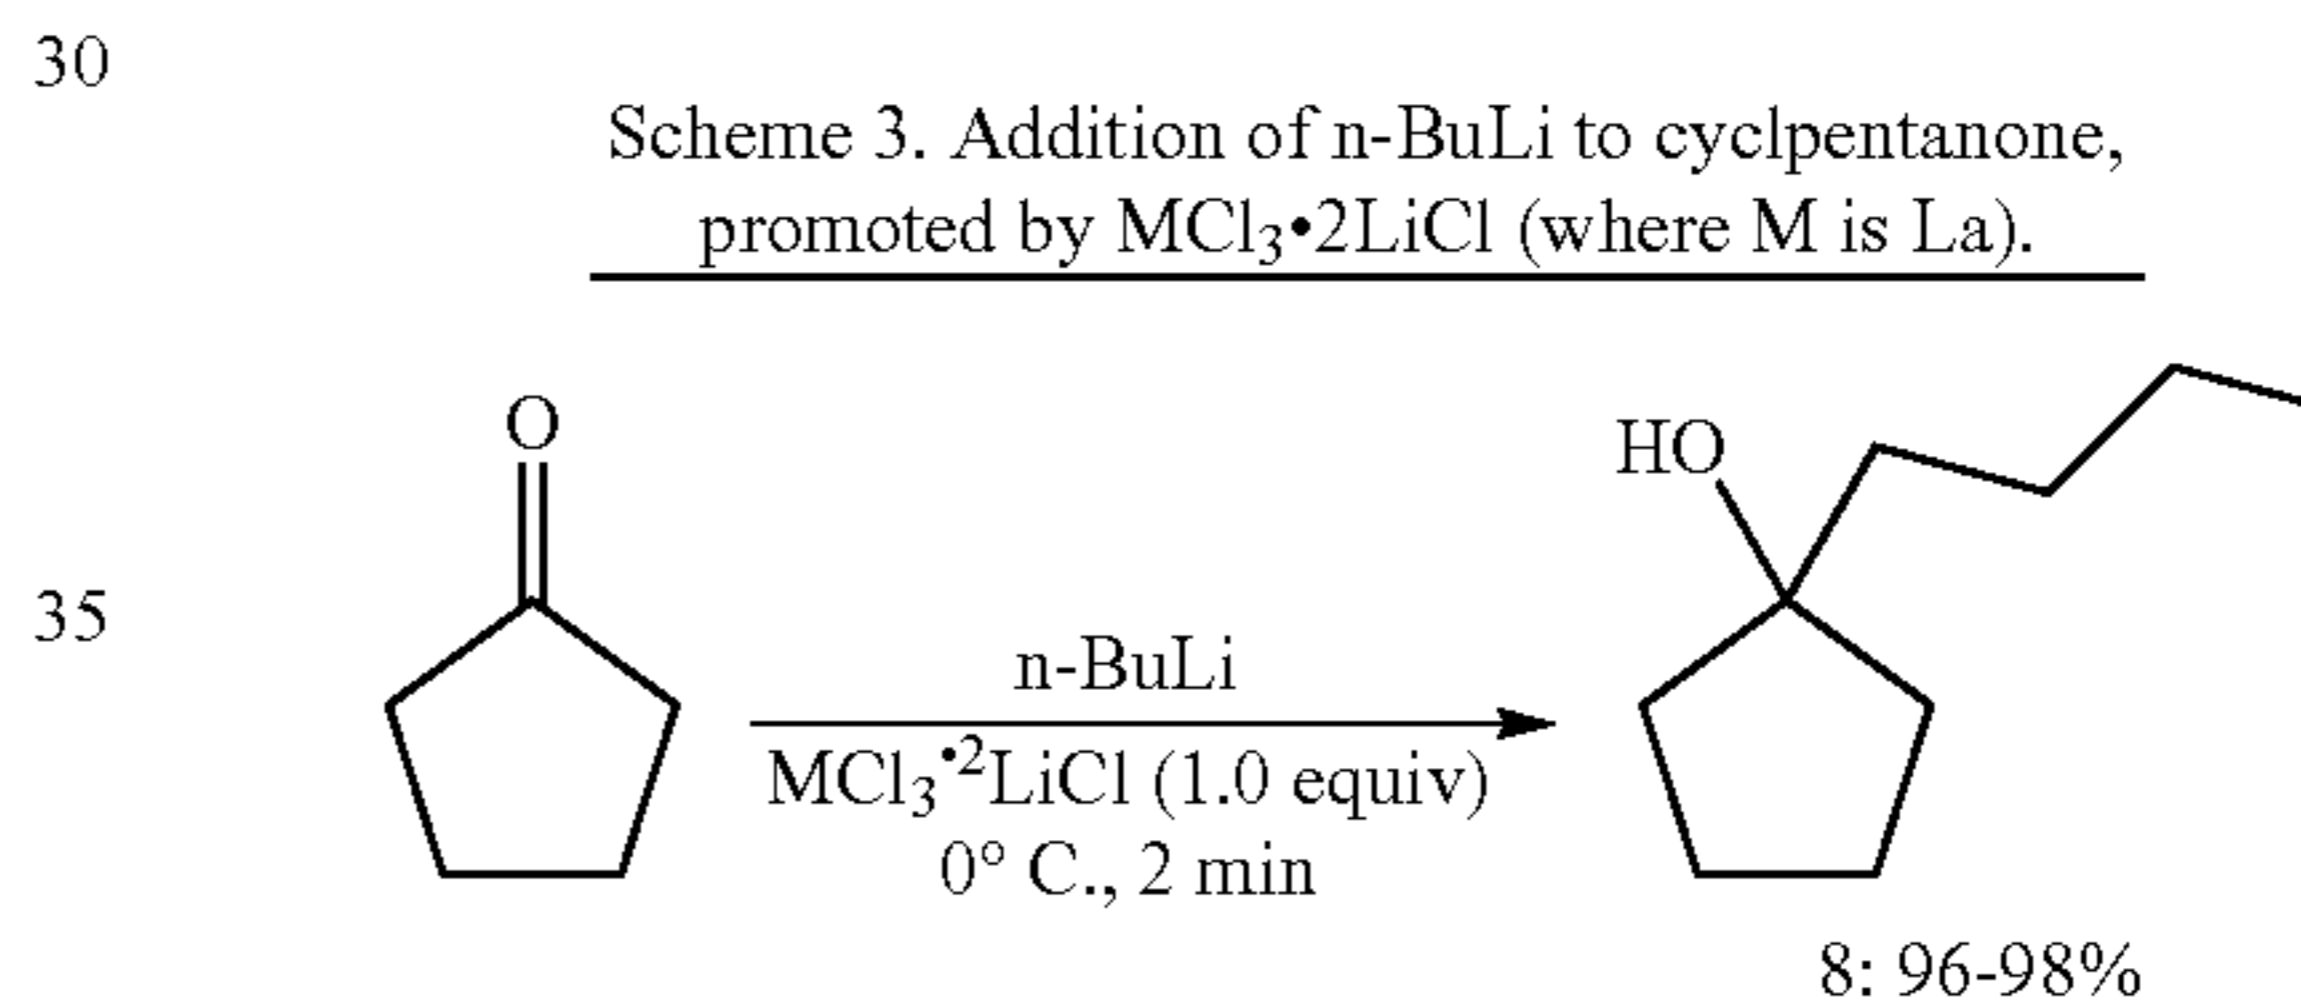 30
Scheme 3. Addition of n-BuLi to cyclpentanone,
promoted by MCl₃•2LiCl (where M is La).
O
HO
35
n-BuLi
MCl₃•²LiCl (1.0 equiv)
0° C., 2 min
8: 96-98%